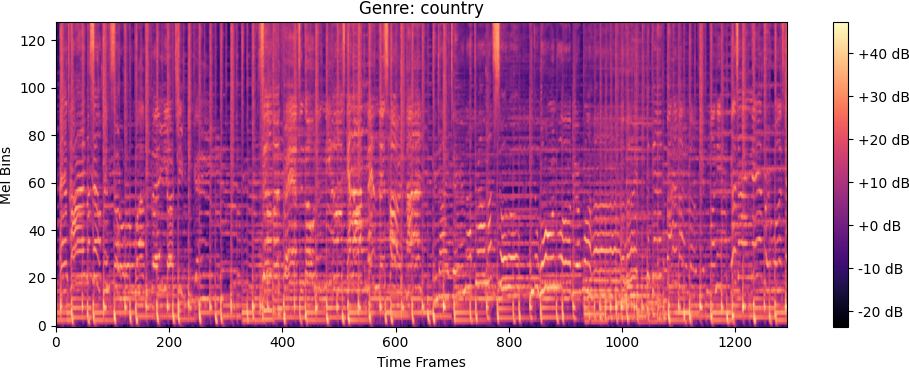 Genre: country
120
100
80
60
40
20
0
Mel Bins
0 200 400 600 800 1000 1200
Time Frames
+40 dB
+30 dB
+20 dB
+10 dB
+0 dB
-10 dB
-20 dB